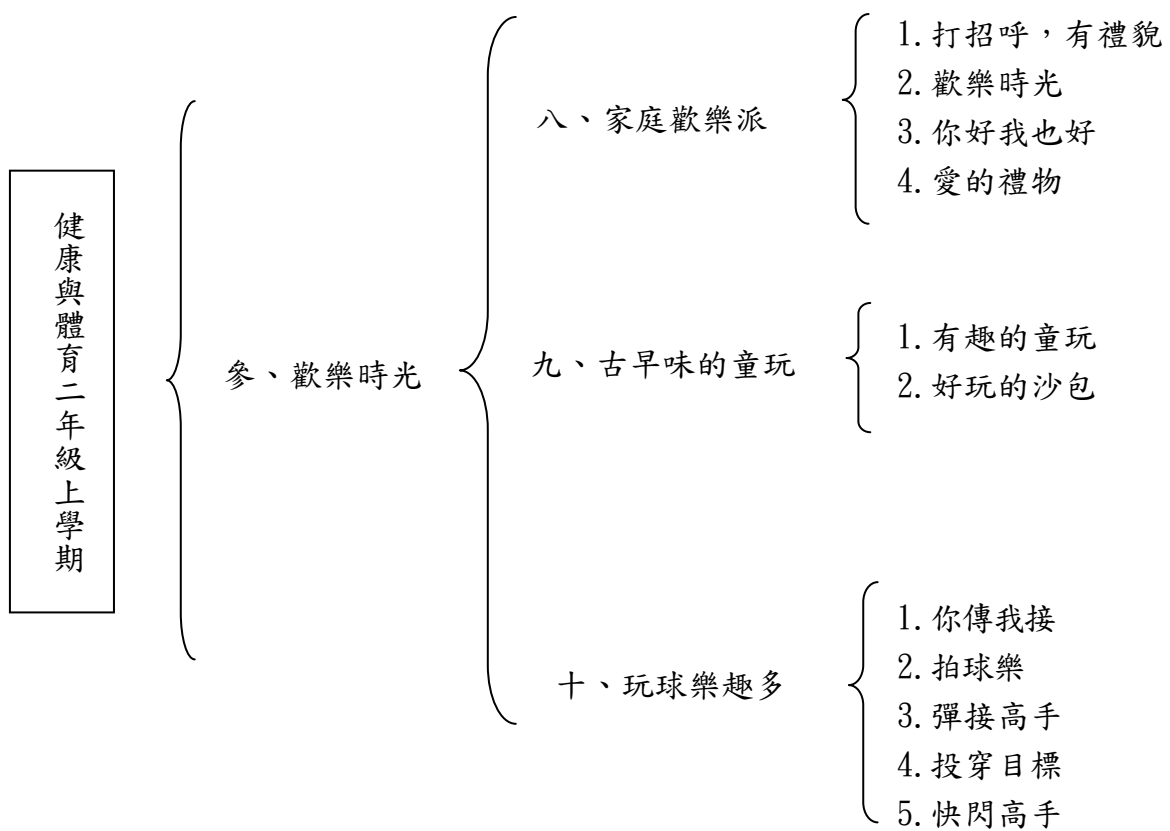 健康與體育二年級上學期
參、歡樂時光
八、家庭歡樂派
1.打招呼，有禮貌
2.歡樂時光
3.你好我也好
4.愛的禮物
九、古早味的童玩
1.有趣的童玩
2.好玩的沙包
十、玩球樂趣多
1.你傳我接
2.拍球樂
3.彈接高手
4.投穿目標
5.快閃高手